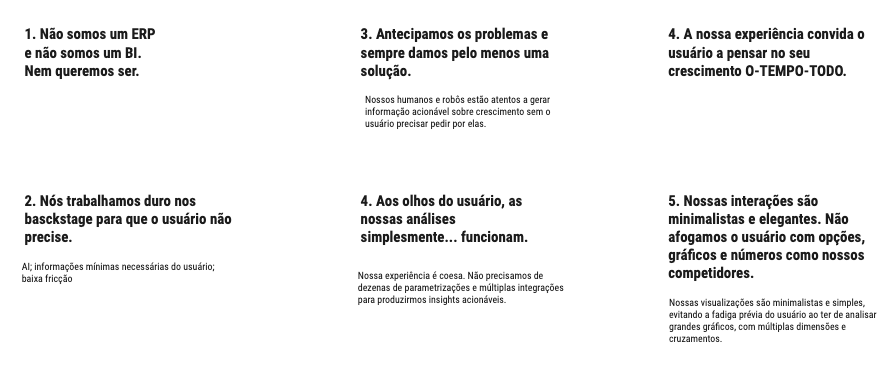 1. Não somos um ERP
e não somos um BI.
Nem queremos ser.
2. Nós trabalhamos duro nos
basckstage para que o usuário não
precise.
AI; informações mínimas necessárias do usuário;
baixa fricção
3. Antecipamos os problemas e
sempre damos pelo menos uma
solução.
Nossos humanos e robôs estão atentos a gerar
informação acionável sobre crescimento sem o
usuário precisar pedir por elas.
4. Aos olhos do usuário, as
nossas análises
simplesmente... funcionam.
Nossa experiência é coesa. Não precisamos de
dezenas de parametrizações e múltiplas integrações
para produzirmos insights acionáveis.
4. A nossa experiência convida o
usuário a pensar no seu
crescimento O-TEMPO-TODO.
5. Nossas interações são
minimalistas e elegantes. Não
afogamos o usuário com opções,
gráficos e números como nossos
competidores.
Nossas visualizações são minimalistas e simples,
evitando a fadiga prévia do usuário ao ter de analisar
grandes gráficos, com múltiplas dimensões e
cruzamentos.